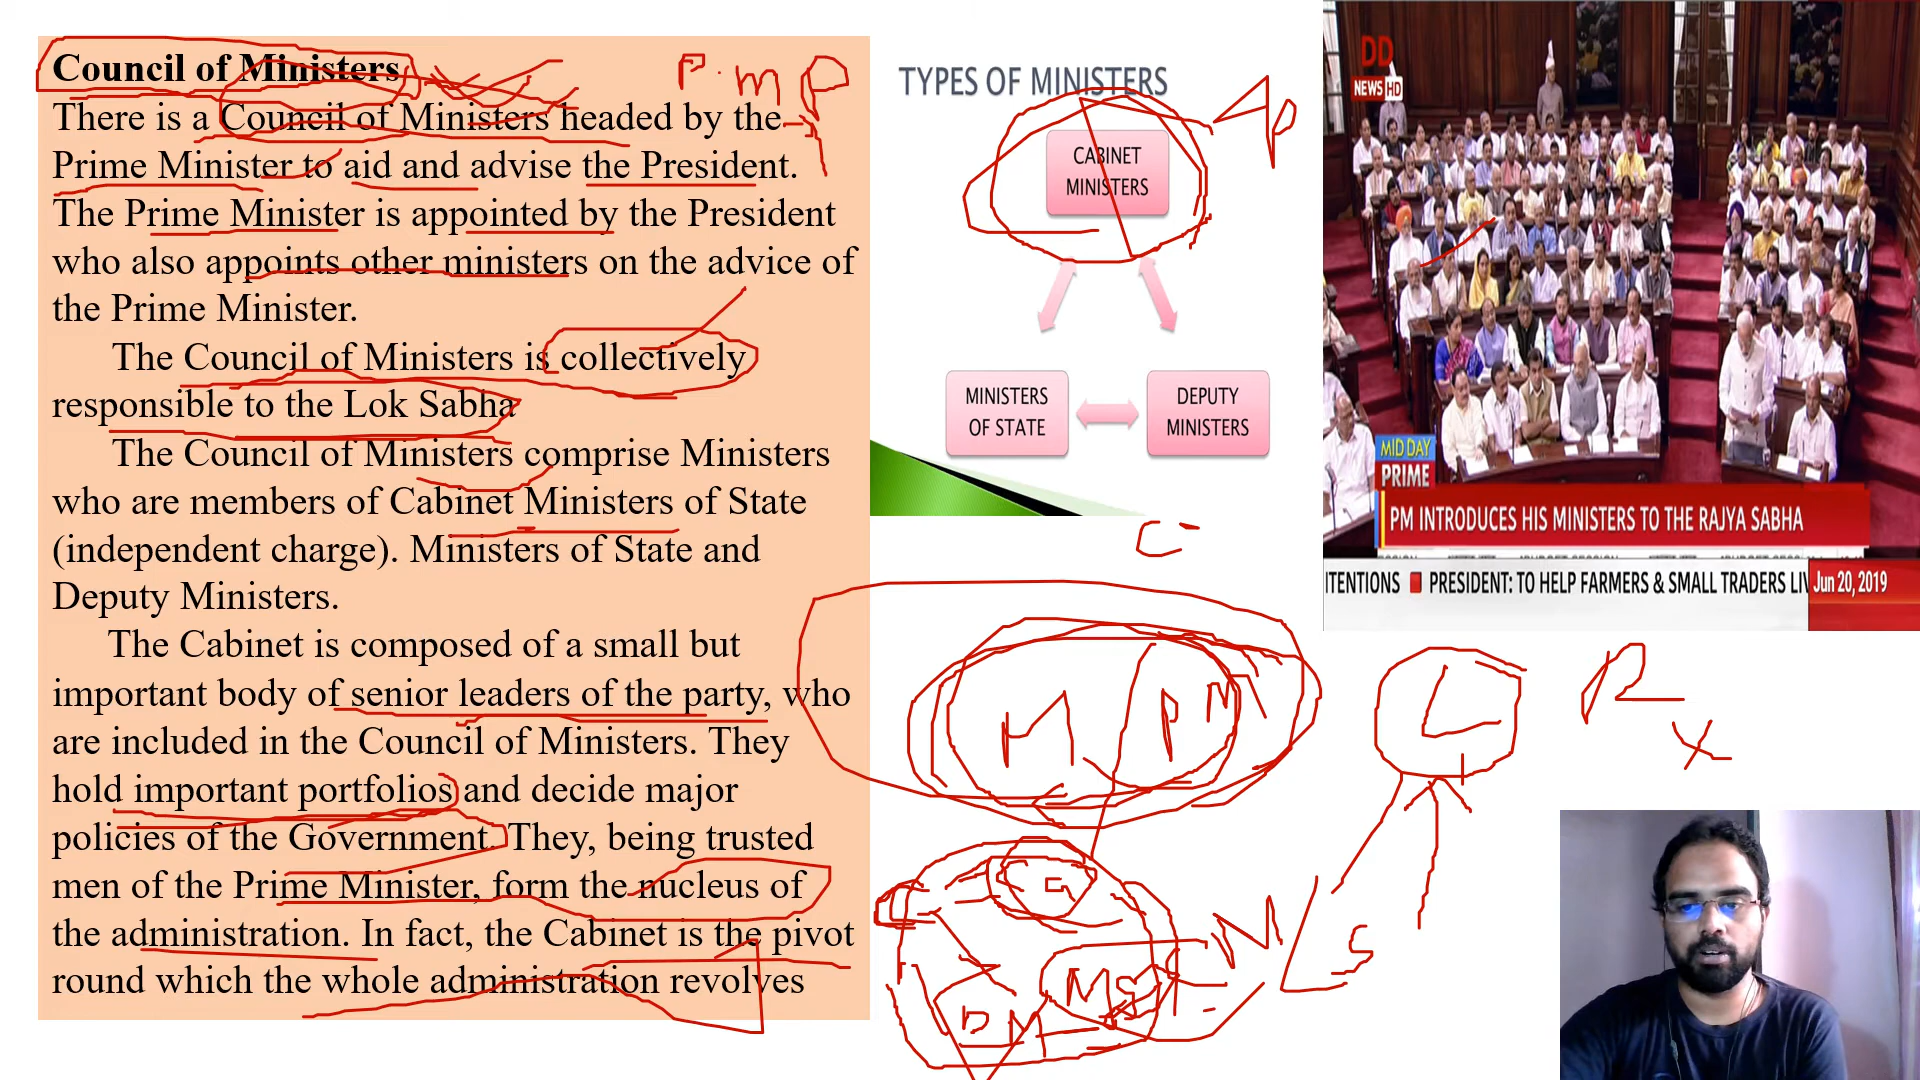 Council of Ministers
There is a Council of Ministers headed by the
Prime Minister to aid and advise the President.
The Prime Minister is appointed by the President
who also appoints other ministers on the advice of
the Prime Minister.
The Council of Ministers is collectively
responsible to the Lok Sabha
The Council of Ministers comprise Ministers
who are members of Cabinet Ministers of State
(independent charge). Ministers of State and
Deputy Ministers.
The Cabinet is composed of a small but
important body of senior leaders of the party, who
are included in the Council of Ministers. They
hold important portfolios and decide major
policies of the Government. They, being trusted
men of the Prime Minister, form the nucleus of
the administration. In fact, the Cabinet is the pivot
round which the whole administration revolves
P.m
TYPES OF MINISTERS
CABINET
MINISTERS
MINISTERS
OF STATE
DEPUTY
MINISTERS
M PM
DM
MS
L
R
LS
DD
NEWS HD
MID DAY
PRIME
PM INTRODUCES HIS MINISTERS TO THE RAJYA SABHA
PRESIDENT: TO HELP FARMERS & SMALL TRADERS
Jun 20, 2019